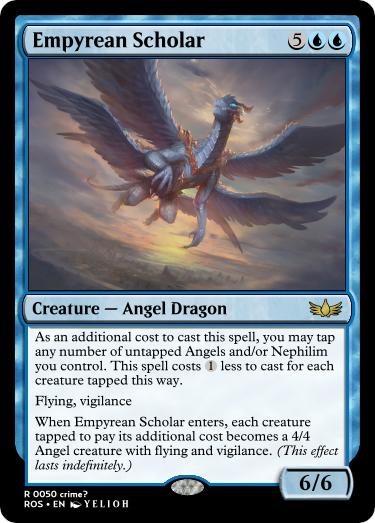 Empyrean Scholar 5
Creature — Angel Dragon
As an additional cost to cast this spell, you may tap
any number of untapped Angels and/or Nephilim
you control. This spell costs 1 less to cast for each
creature tapped this way.
Flying, vigilance
When Empyrean Scholar enters, each creature
tapped to pay its additional cost becomes a 4/4
Angel creature with flying and vigilance. (This effect
lasts indefinitely.)
6/6
R 0050 crime?
ROS • EN YELIOH